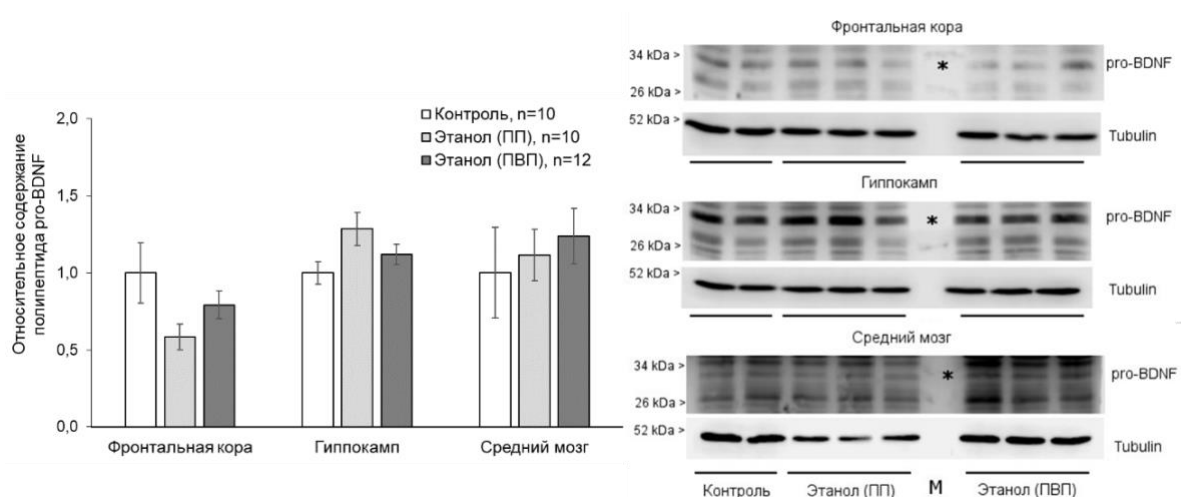 Относительное содержание
полипептида pro-BDNF
2,0
1,5
1,0
0,5
0,0
Контроль, n=10
Этанол (ПП), n=10
Этанол (ПВП), n=12
Фронтальная кора
Гиппокамп
Средний мозг
Фронтальная кора
34 kDa >
*
pro-BDNF
26 kDa >
52 kDa >
Tubulin
Гиппокамп
34 kDa >
*
pro-BDNF
26 kDa >
52 kDa >
Tubulin
Средний мозг
34 kDa >
*
pro-BDNF
26 kDa >
52 kDa >
Tubulin
Контроль Этанол (ПП) M Этанол (ПВП)